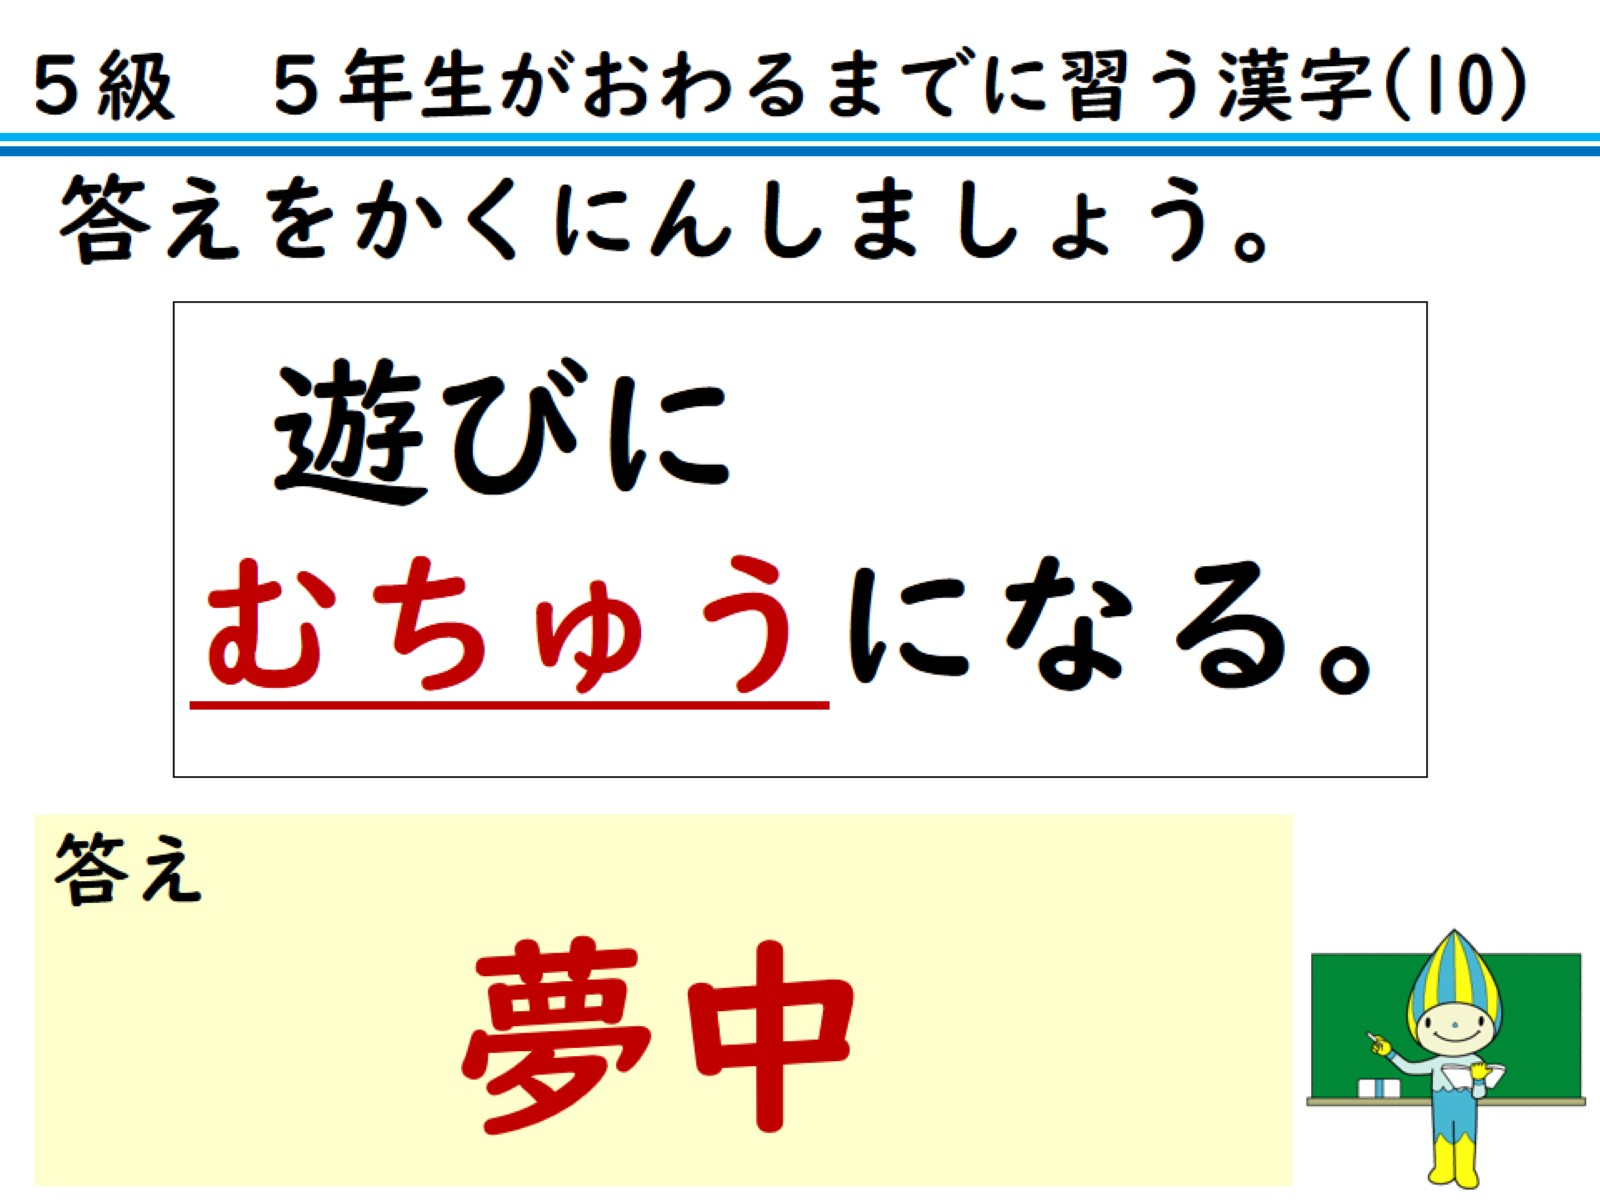 ５級　５年生がおわるまでに習う漢字(10)
答えをかくにんしましょう。
遊びに
むちゅうになる。
答え
夢中